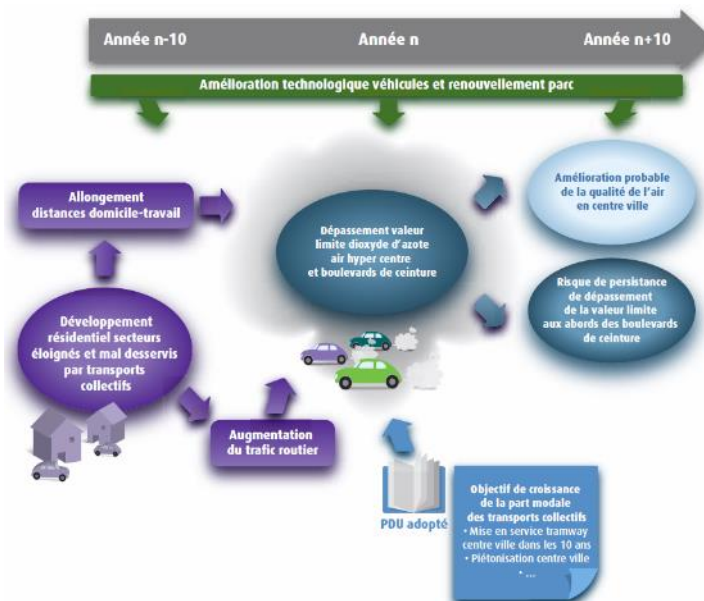 Année n-10
Année n
Année n+10
Amélioration technologique véhicules et renouvellement parc
Allongement
distances domicile-travail
Développement
résidentiel secteurs
éloignés et mal desservis
par transports
collectifs
Augmentation
du trafic routier
Dépassement valeur
limite dioxyde d'azote
air hyper centre
et boulevards de ceinture
Amélioration probable
de la qualité de l'air
en centre ville
Risque de persistance
de dépassement
de la valeur limite
aux abords des boulevards
de ceinture
PDU adopté
Objectif de croissance
de la part modale
des transports collectifs
• Mise en service tramway
centre ville dans les 10 ans
• Piétonisation centre ville
• ...